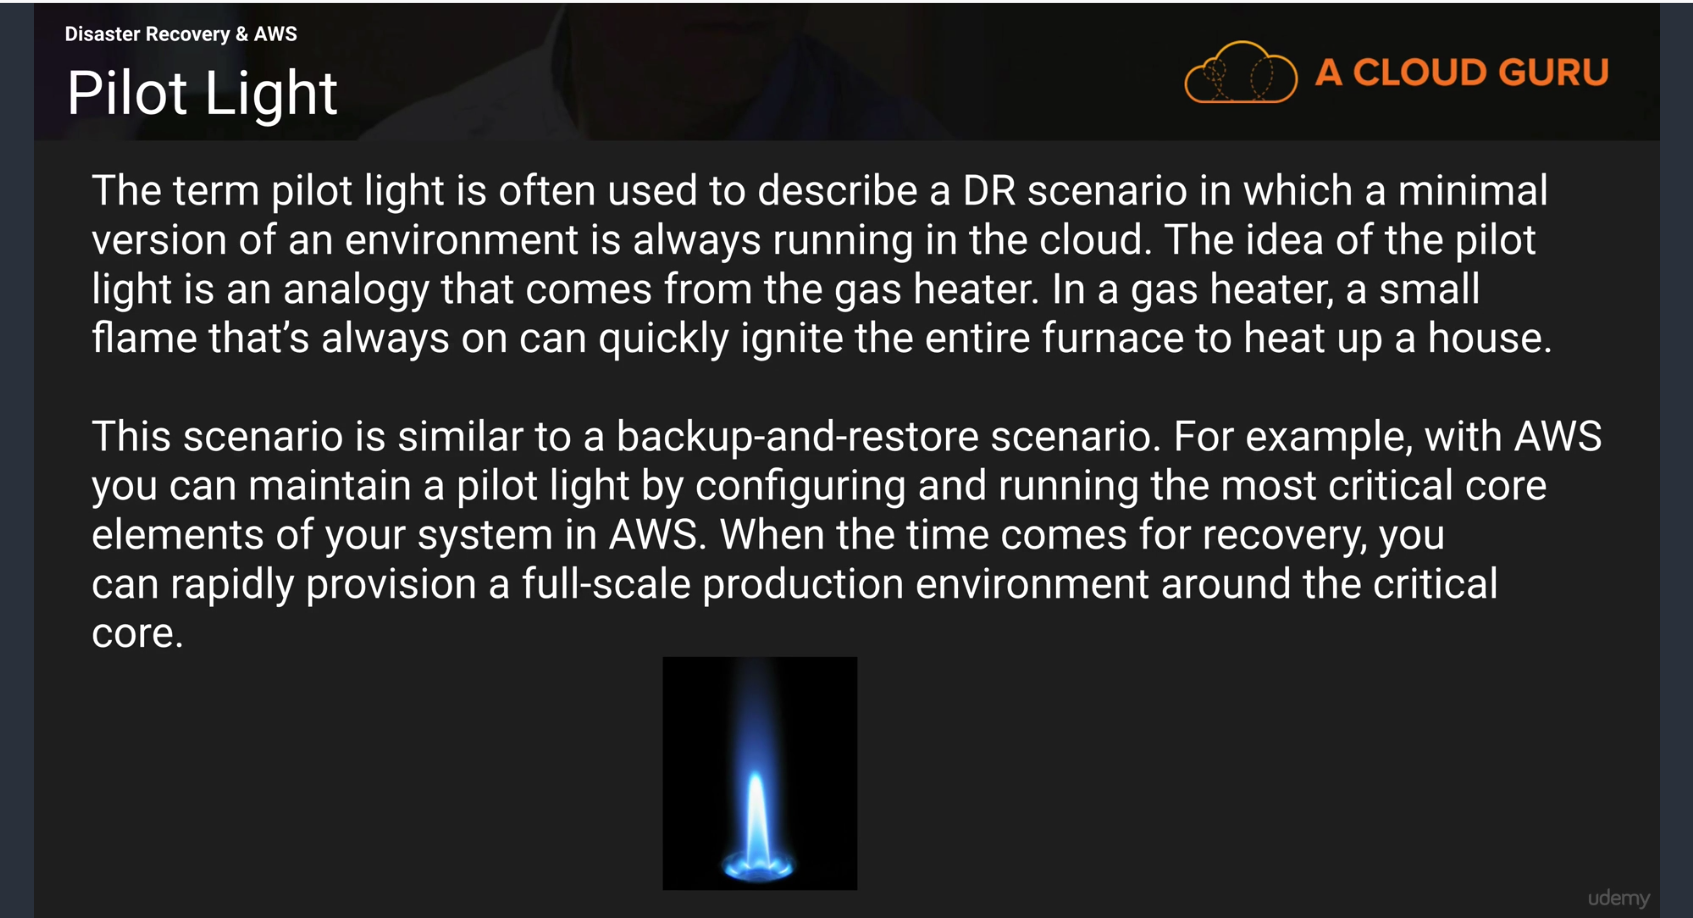 Disaster Recovery & AWS
Pilot Light
A CLOUD GURU
The term pilot light is often used to describe a DR scenario in which a minimal
version of an environment is always running in the cloud. The idea of the pilot
light is an analogy that comes from the gas heater. In a gas heater, a small
flame that’s always on can quickly ignite the entire furnace to heat up a house.
This scenario is similar to a backup-and-restore scenario. For example, with AWS
you can maintain a pilot light by configuring and running the most critical core
elements of your system in AWS. When the time comes for recovery, you
can rapidly provision a full-scale production environment around the critical
core.
udemy